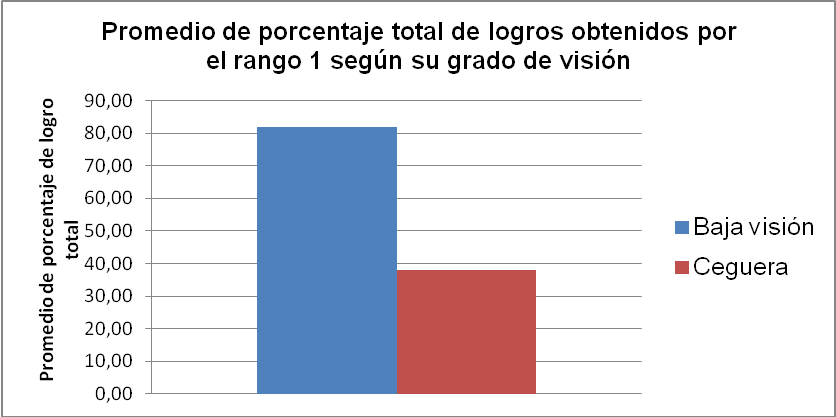 Promedio de porcentaje total de logros obtenidos por
el rango 1 según su grado de visión
Promedio de porcentaje de logro
total
90,00
80,00
70,00
60,00
50,00
40,00
30,00
20,00
10,00
0,00
Baja visión
Ceguera